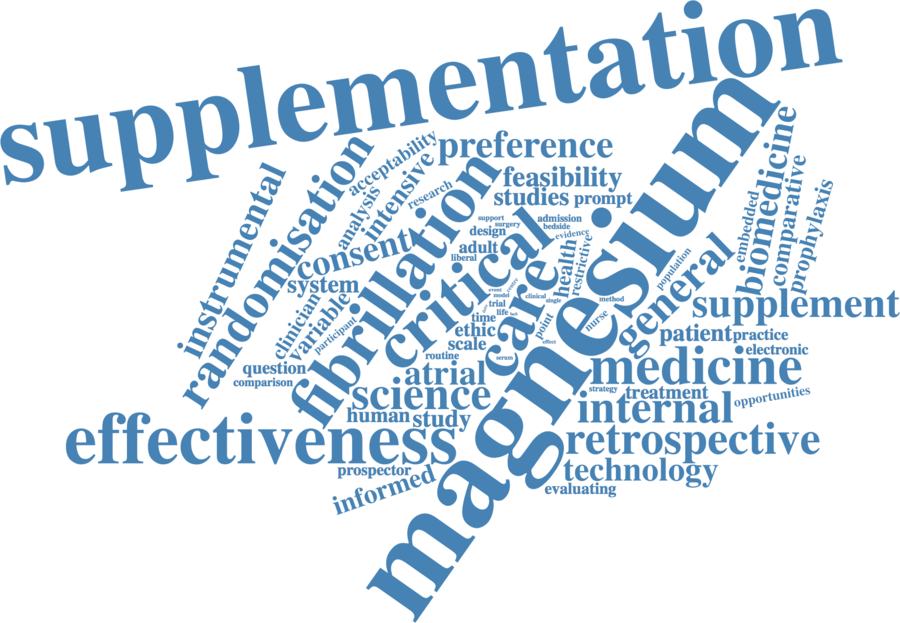 supplementation
magnesium
preference
acceptability
intensive
analysis
research
instrumental
randomisation
fibrillation
feasibility
studies
prompt
support
surgery
admission
bedside
evidence
design
adult
liberal
critical
care
health
restrictive
consent
system
clinician
variable
participant
question
comparison
event
model
centre
trial
life
time
ethic
scale
routine
serum
clinical
single
point
effect
method
nurse
population
general
embedded
biomedicine
comparative
prophylaxis
supplement
patient
practice
electronic
medicine
strategy
treatment
opportunities
internal
atrial
science
human
study
effectiveness
retrospective
technology
evaluating
prospector
informed